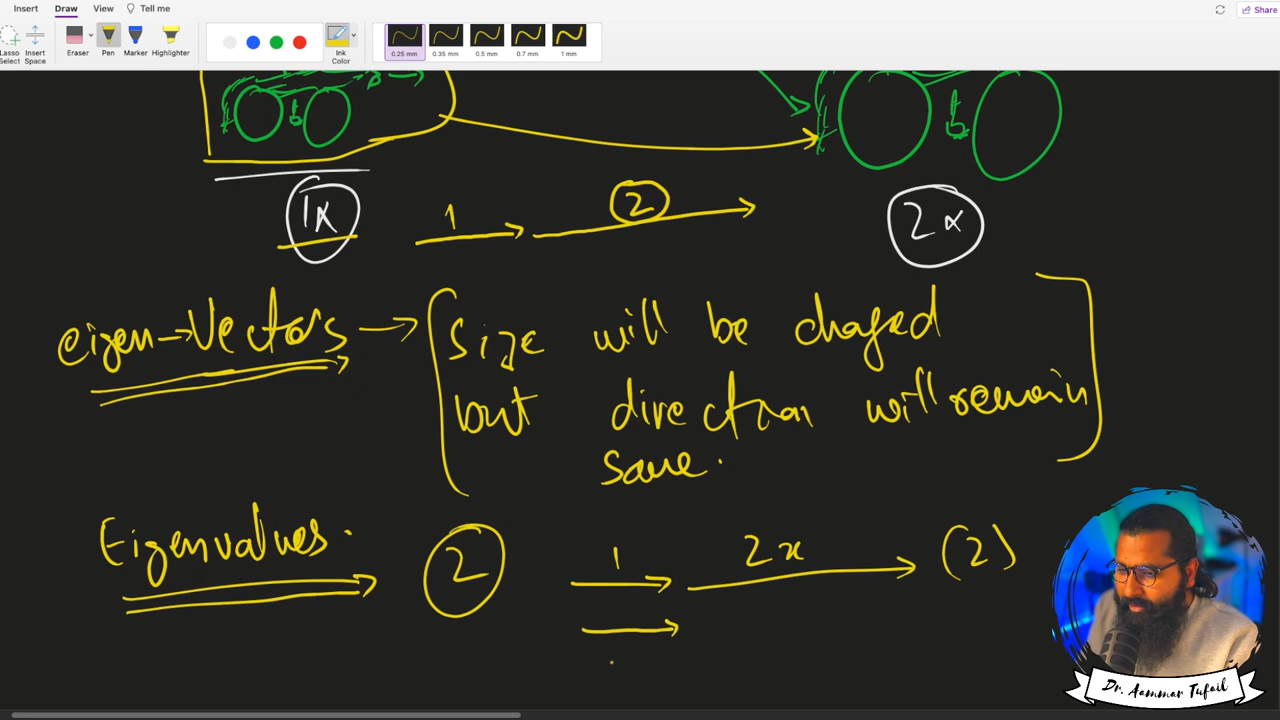 Insert Draw View Tell me
Share
Lasso Select
Insert Space
Eraser
Pen
Marker
Highlighter
Ink Color
0.25 mm
0.35 mm
0.5 mm
0.7 mm
1 mm
b
b
1x
1
2
2x
eigen-Vectors → Size will be chaged
but direction will remain
same.
Eigenvalues. 2 1 2x (2)
Dr. Aammar Tufail